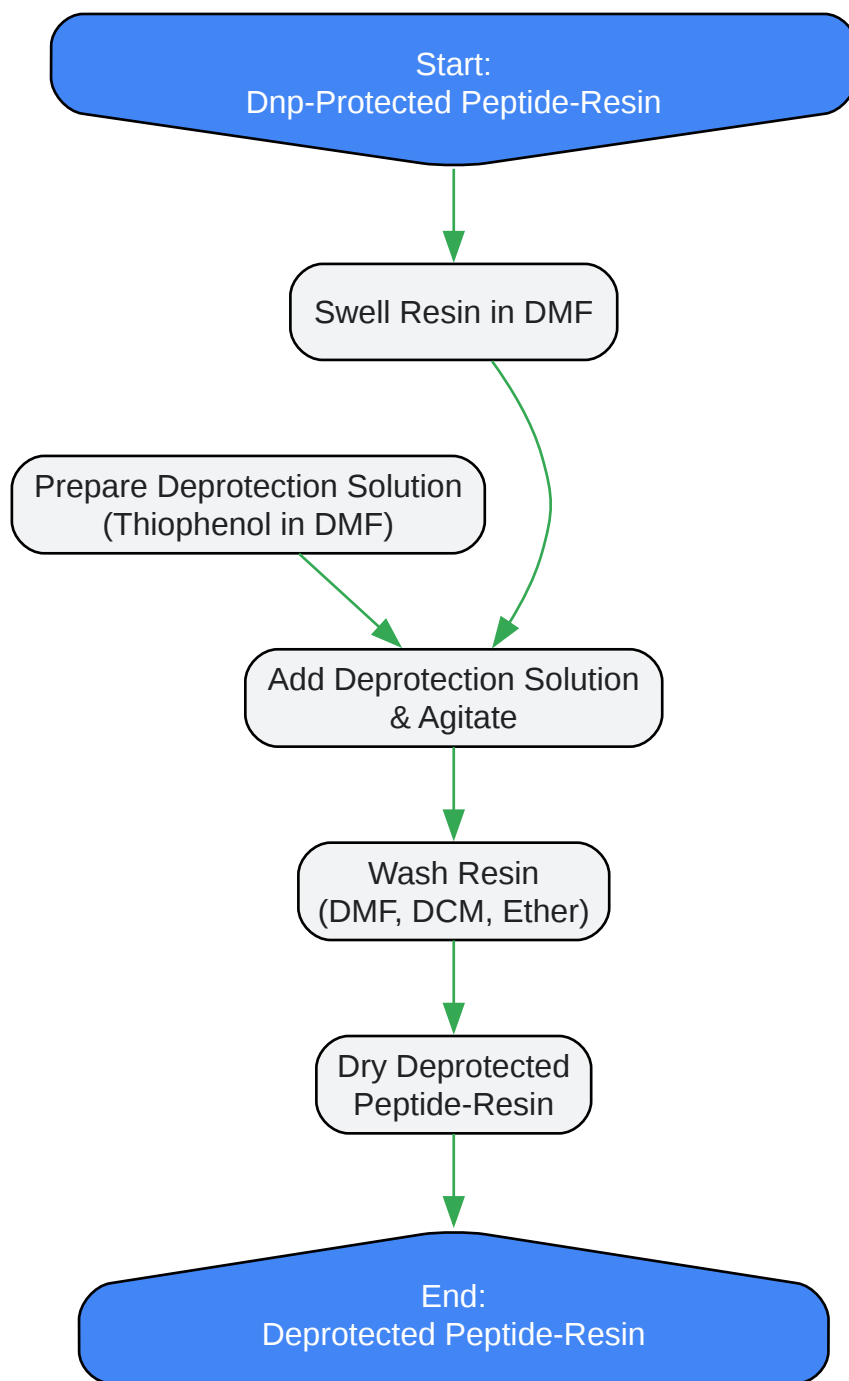 Start:
Dnp-Protected Peptide-Resin
Swell Resin in DMF
Prepare Deprotection Solution
(Thiophenol in DMF)
Add Deprotection Solution
& Agitate
Wash Resin
(DMF, DCM, Ether)
Dry Deprotected
Peptide-Resin
End:
Deprotected Peptide-Resin